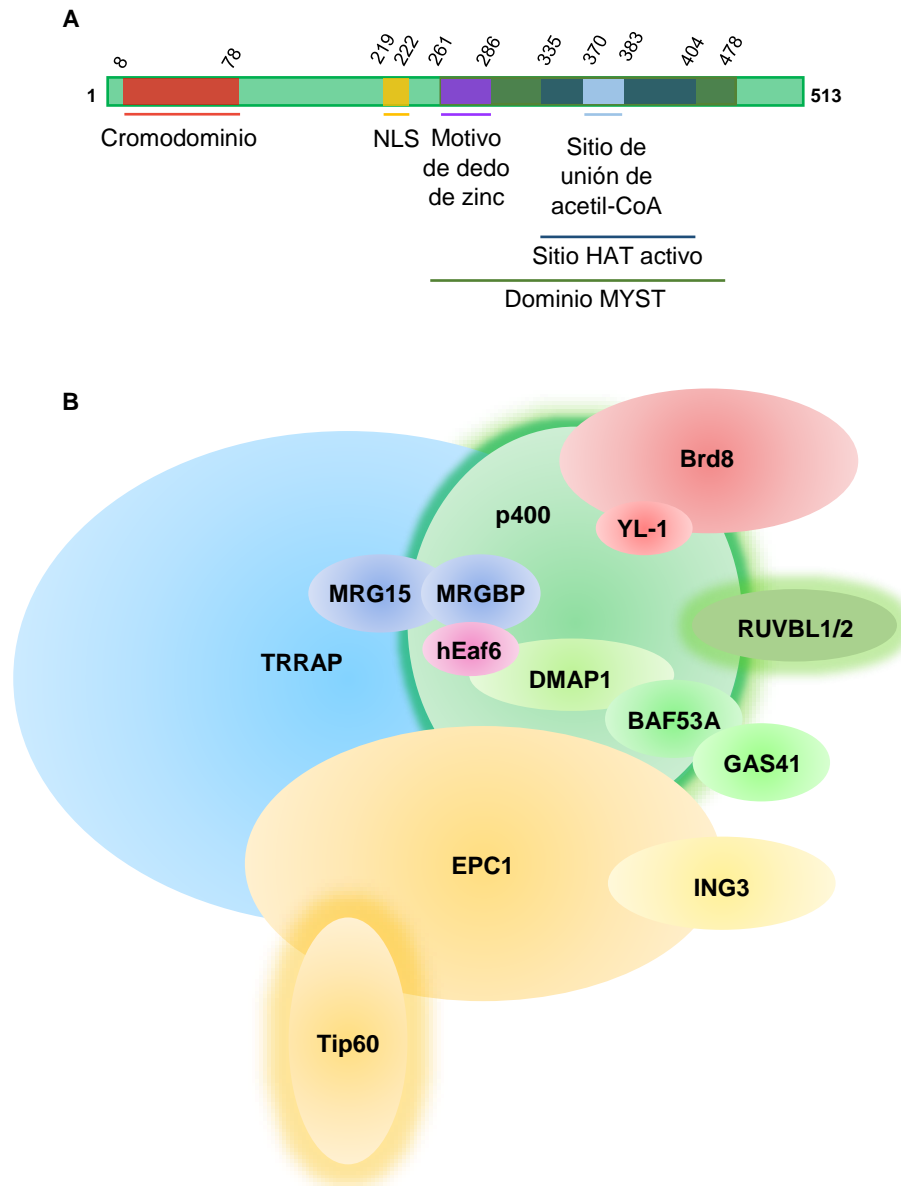 A
8 78 219 222 261 286 335 370 383 404 478
1 513
Cromodominio
NLS
Motivo
de dedo
de zinc
Sitio de
unión de
acetil-CoA
Sitio HAT activo
Dominio MYST
B
Brd8
p400
YL-1
MRG15
MRGBP
RUVBL1/2
hEaf6
TRRAP
DMAP1
BAF53A
GAS41
EPC1
ING3
Tip60